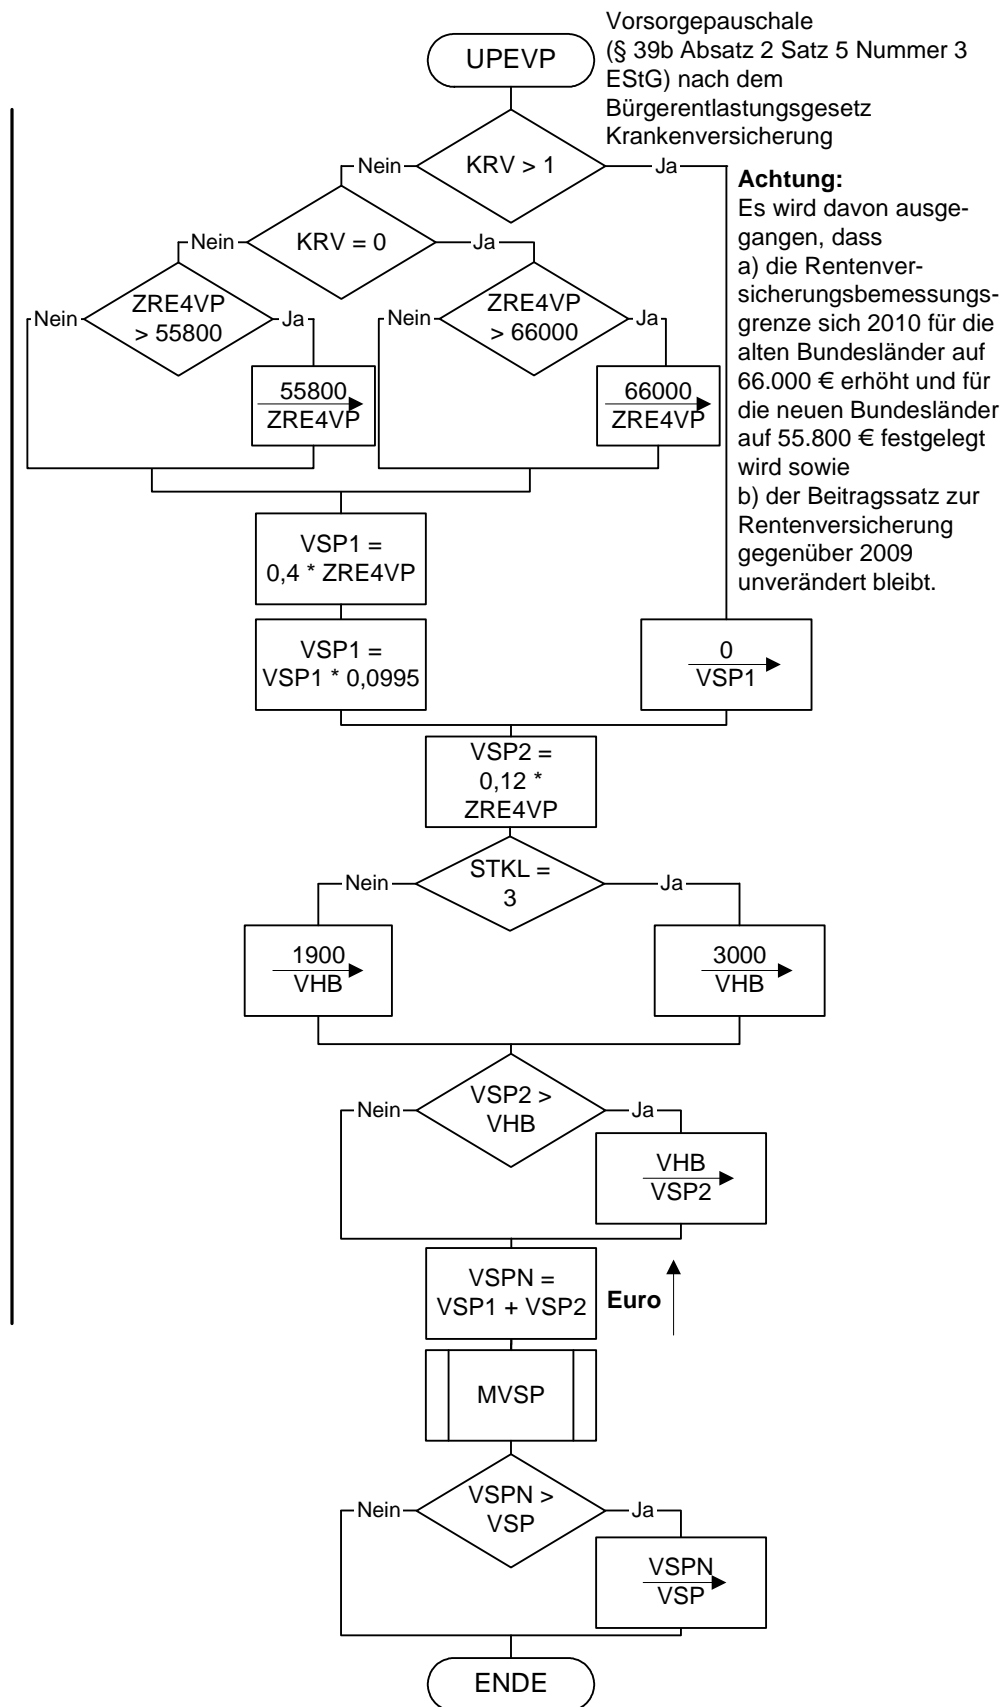 Vorsorgepauschale
(§ 39b Absatz 2 Satz 5 Nummer 3
EStG) nach dem
Bürgerentlastungsgesetz
Krankenversicherung
UPEVP
KRV > 1
Nein
Ja
Achtung:
Es wird davon ausge-
gangen, dass
a) die Rentenver-
sicherungsbemessungs-
grenze sich 2010 für die
alten Bundesländer auf
66.000 € erhöht und für
die neuen Bundesländer
auf 55.800 € festgelegt
wird sowie
b) der Beitragssatz zur
Rentenversicherung
gegenüber 2009
unverändert bleibt.
KRV = 0
Nein
Ja
ZRE4VP
> 55800
Nein
Ja
ZRE4VP
> 66000
Nein
Ja
55800
ZRE4VP
66000
ZRE4VP
VSP1 =
0,4 * ZRE4VP
VSP1 =
VSP1 * 0,0995
0
VSP1
VSP2 =
0,12 *
ZRE4VP
STKL =
3
Nein
Ja
1900
VHB
3000
VHB
VSP2 >
VHB
Nein
Ja
VHB
VSP2
VSPN =
VSP1 + VSP2
Euro
MVSP
VSPN >
VSP
Nein
Ja
VSPN
VSP
ENDE